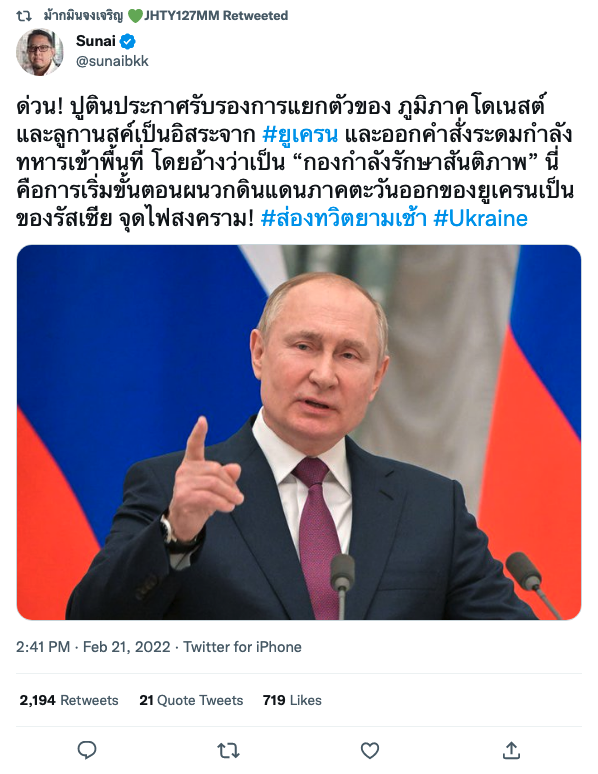 ม้ากมินจงเจริญ 💚JHTY127MM Retweeted
Sunai
@sunaibkk
ด่วน! ปูตินประกาศรับรองการแยกตัวของ ภูมิภาคโดเนสต์
และลูกานสค์เป็นอิสระจาก #ยูเครน และออกคำสั่งระดมกำลัง
ทหารเข้าพื้นที่ โดยอ้างว่าเป็น “กองกำลังรักษาสันติภาพ” นี่
คือการเริ่มขั้นตอนผนวกดินแดนภาคตะวันออกของยูเครนเป็น
ของรัสเซีย จุดไฟสงคราม! #ส่องทวิตยามเช้า #Ukraine
2:41 PM · Feb 21, 2022 · Twitter for iPhone
2,194 Retweets 21 Quote Tweets 719 Likes